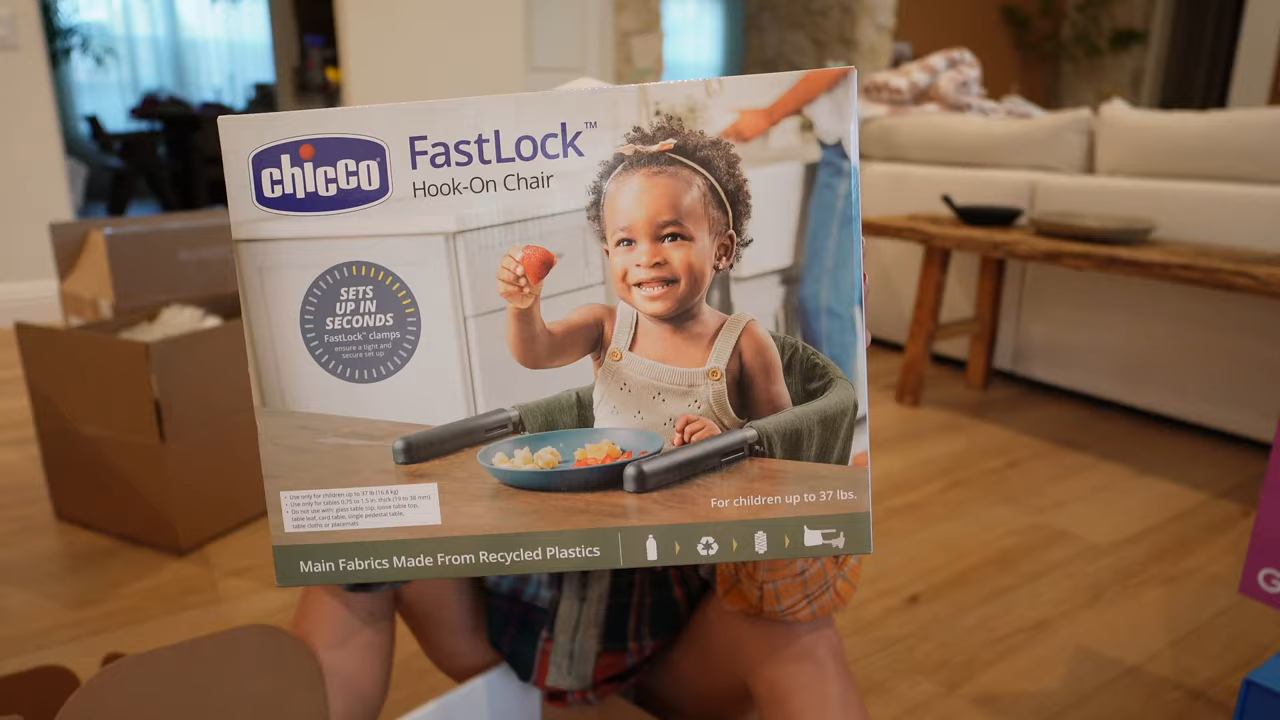 chicco
FastLock™
Hook-On Chair
SETS
UP IN
SECONDS
FastLock™ clamps
ensure a tight and
secure set up
• Use only for children up to 37 lb (16,8 kg)
• Use only for tables 0.75 to 1.5 in. thick (19 to 38 mm)
• Do not use with: glass table top, loose table top,
table leaf, card table, single pedestal table,
table cloths or placemats
For children up to 37 lbs.
Main Fabrics Made From Recycled Plastics
G